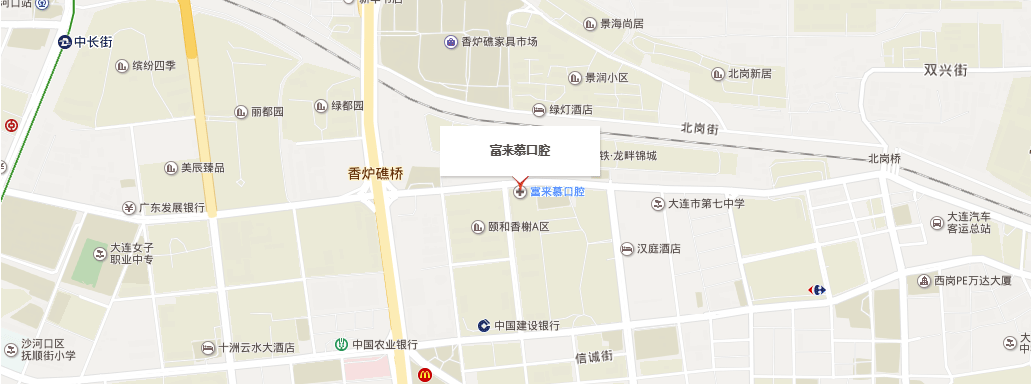 河口站
新华书店
中长街
缤纷四季
香炉礁家具市场
景海尚居
景润小区
北岗新居
双兴街
丽都园
绿都园
绿灯酒店
北岗街
富来慕口腔
铁·龙畔锦城
北岗桥
美辰臻品
香炉礁桥
富来慕口腔
广东发展银行
大连市第七中学
大连汽车
客运总站
颐和香榭A区
汉庭酒店
大连女子
职业中专
西岗PE万达大厦
中国建设银行
沙河口区
抚顺街小学
十洲云水大酒店
中国农业银行
信诚街
大
中